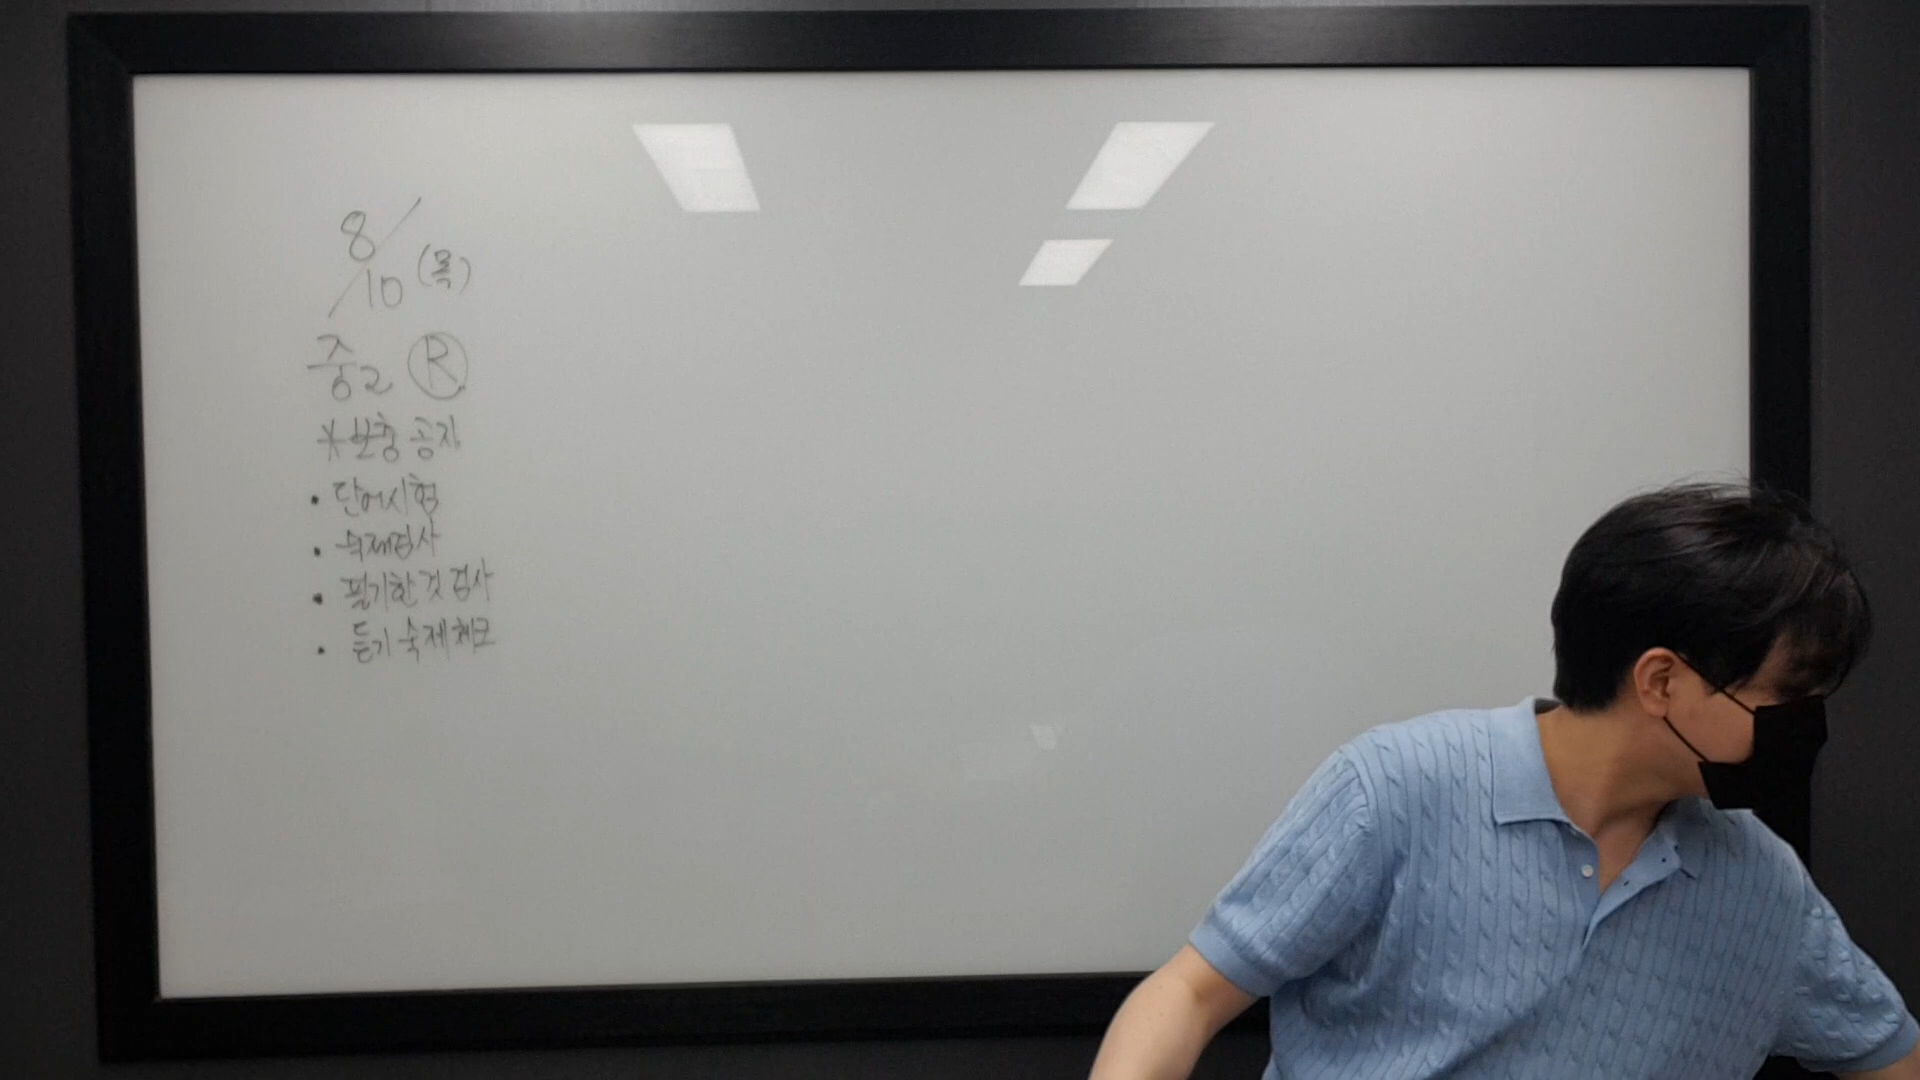 8/10 (목)
중2 Ⓡ
*보충 공지
• 단어시험
• 숙제검사
• 필기한것 검사
• 듣기 숙제 체크